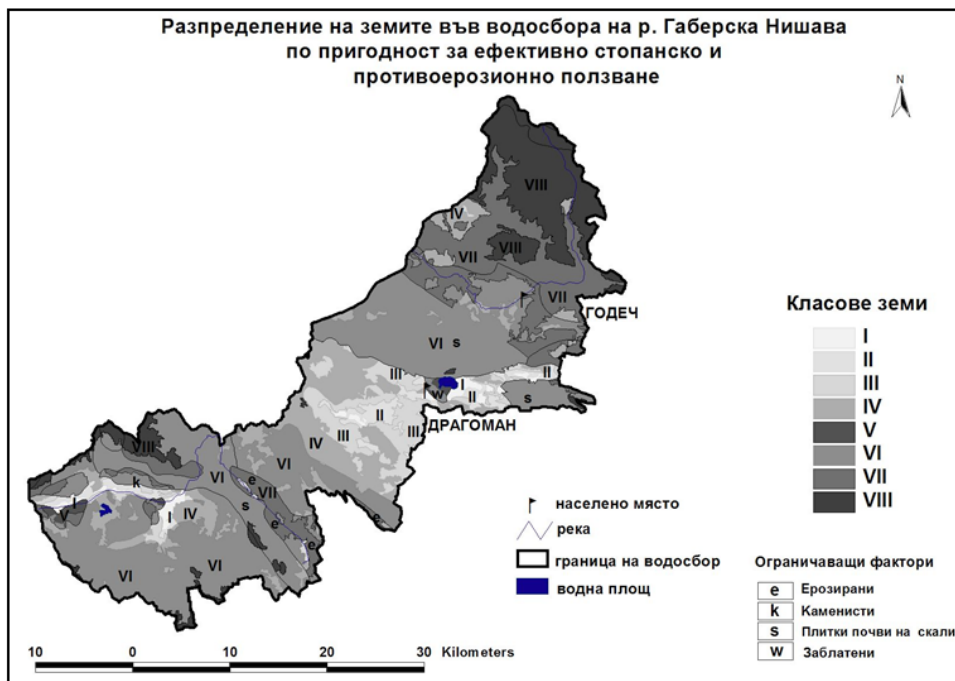 Разпределение на земите във водосбора на р. Габерска Нишава
по пригодност за ефективно стопанско и
противоерозионно ползване
N
VIII
IV
VIII
VII
VII
ГОДЕЧ
VI s
III
I
II
W
II
s
ДРАГОМАН
II
III
III
IV
VIII
VI
VI
e
VII
k
I
V
I
IV
s
e
e
e
VI
VI
Класове земи
I
II
III
IV
V
VI
VII
VIII
населено място
река
граница на водосбор
водна площ
Ограничаващи фактори
e Ерозирани
k Каменисти
s Плитки почви на скали
w Заблатени
10 0 10 20 30 Kilometers